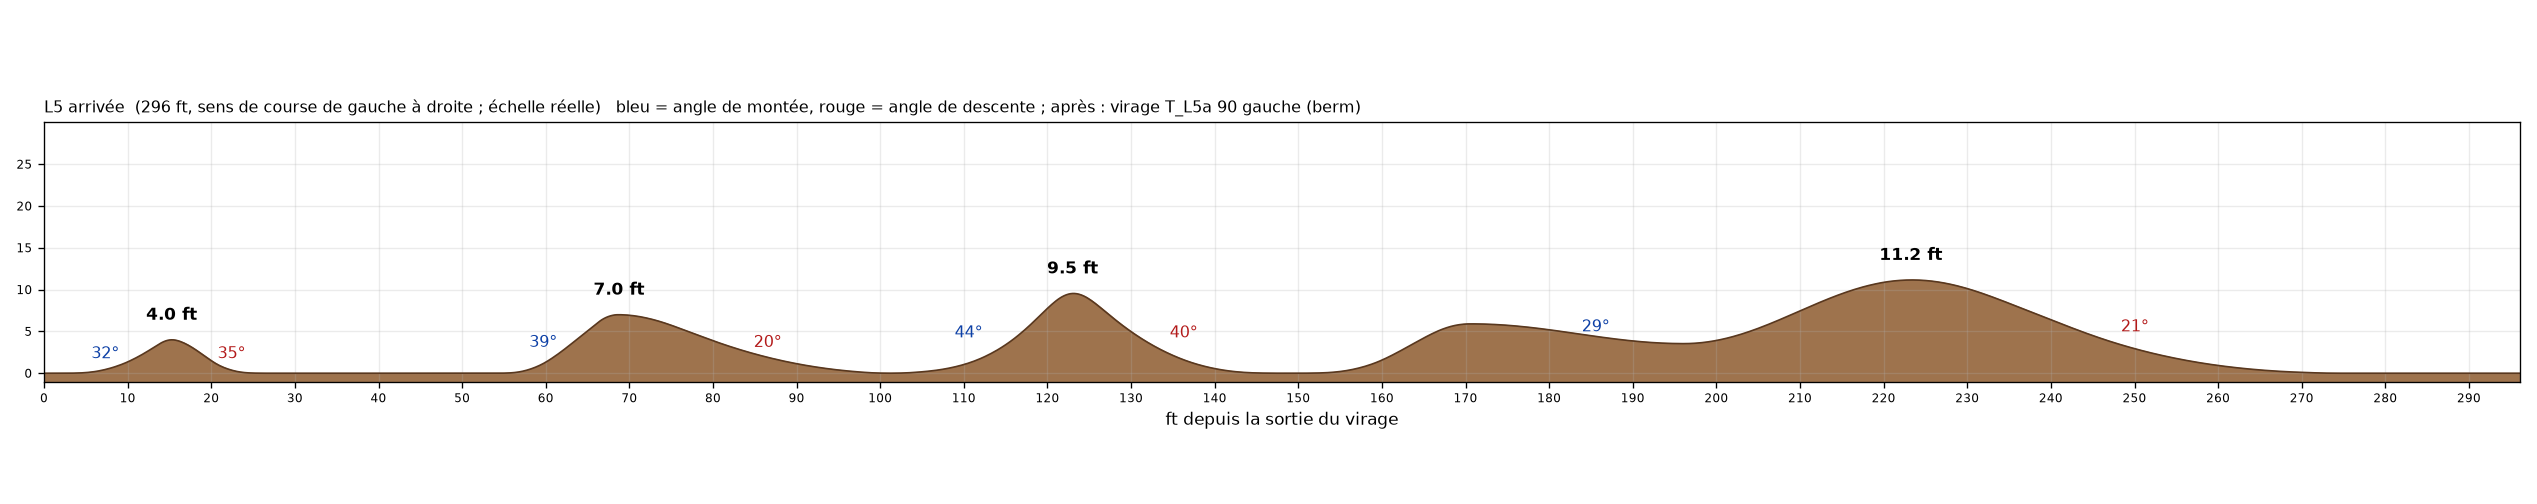 L5 arrivée  (296 ft, sens de course de gauche à droite ; échelle réelle)   bleu = angle de montée, rouge = angle de descente ; après : virage T_L5a 90 gauche (berm)
25
20
15
10
5
0
4.0 ft
32°
35°
7.0 ft
39°
20°
9.5 ft
44°
40°
29°
11.2 ft
21°
0 10 20 30 40 50 60 70 80 90 100 110 120 130 140 150 160 170 180 190 200 210 220 230 240 250 260 270 280 290
ft depuis la sortie du virage